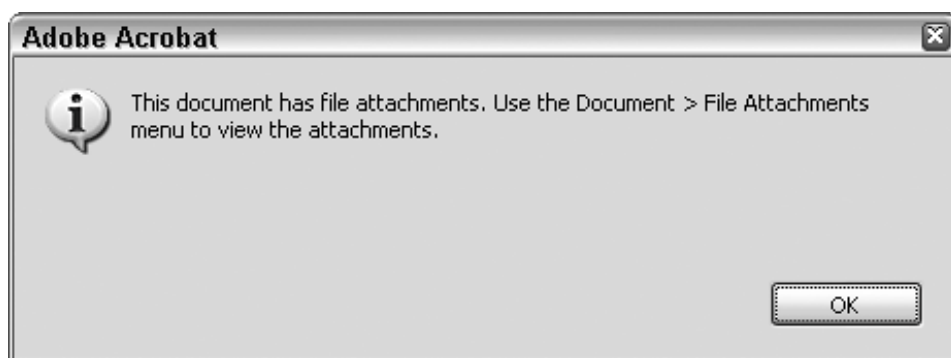 Adobe Acrobat
This document has file attachments. Use the Document > File Attachments
menu to view the attachments.
OK